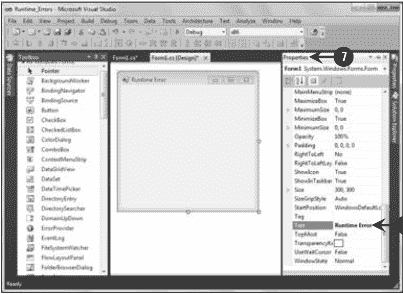 Runtime_Errors - Microsoft Visual Studio
File Edit View Project Build Debug Team Data Tools Architecture Test Analyze Window Help
Debug x86
Toolbox
Pointer
BackgroundWorker
BindingNavigator
BindingSource
Button
CheckBox
CheckedListBox
ColorDialog
ComboBox
ContextMenuStrip
DataGridView
DataSet
DateTimePicker
DirectoryEntry
DirectorySearcher
DomainUpDown
ErrorProvider
EventLog
FileSystemWatcher
FlowLayoutPanel
FolderBrowserDialog
Form1.cs* Form1.cs [Design]*
Runtime Error
Properties
7
Form1 System.Windows.Forms.Form
MainMenuStrip (none)
MaximizeBox True
MaximumSize 0, 0
MinimizeBox True
MinimumSize 0, 0
Opacity 100%
Padding 0, 0, 0, 0
RightToLeft No
RightToLeftLay False
ShowIcon True
ShowInTaskbar True
Size 300, 300
SizeGripStyle Auto
StartPosition WindowsDefaultLo
Tag
Text Runtime Error
TopMost False
TransparencyKe
UseWaitCursor False
WindowState Normal
Data Sources
Properties